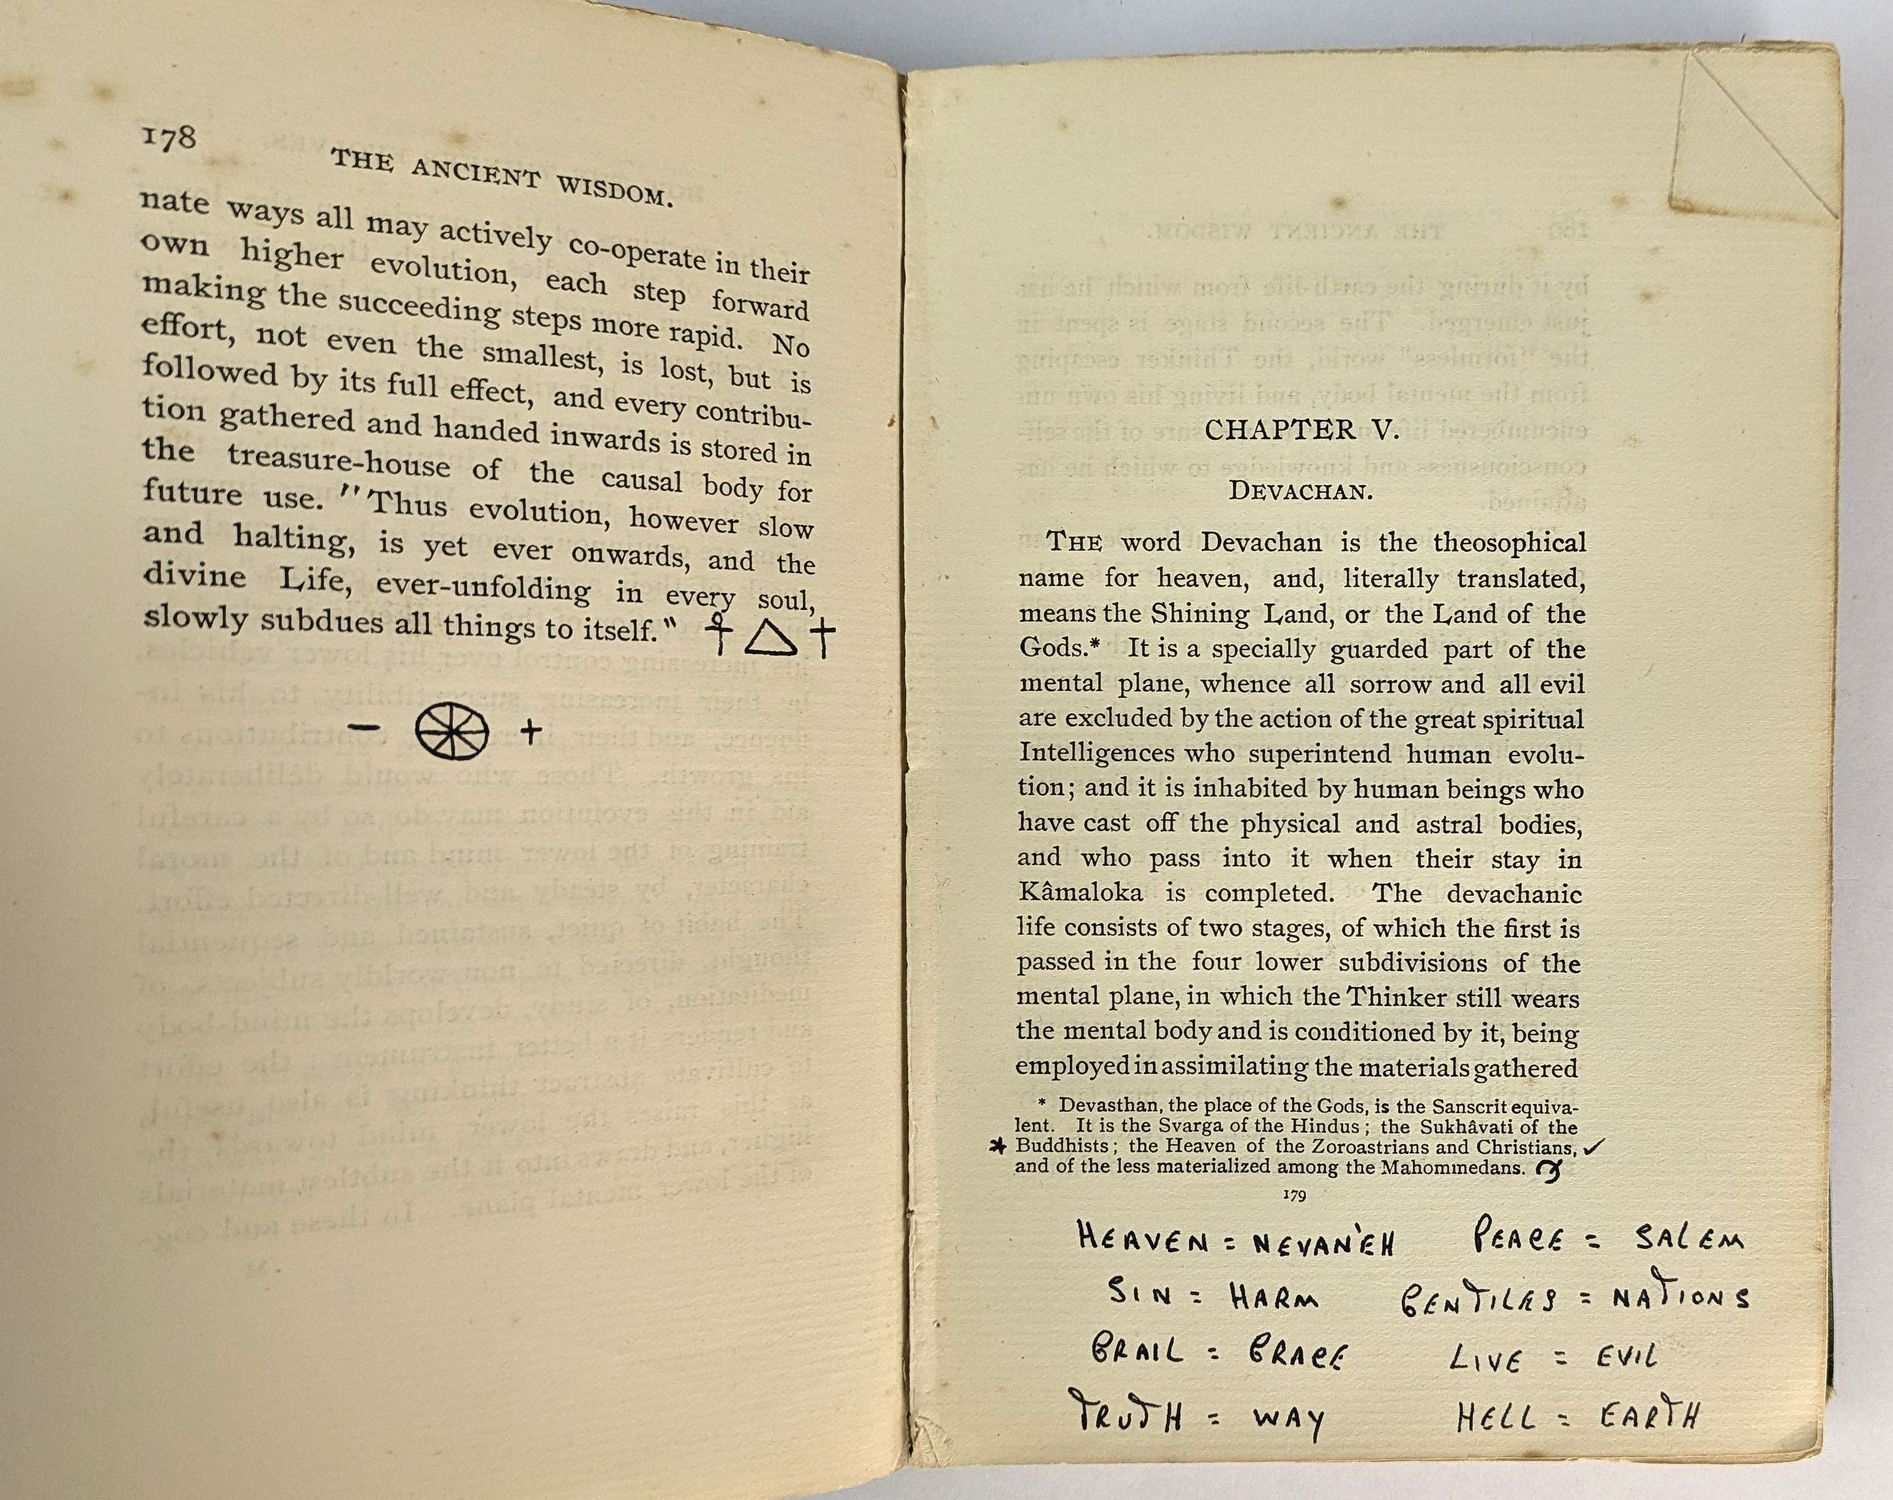 178
THE ANCIENT WISDOM.
nate ways all may actively co-operate in their
own higher evolution, each step forward
making the succeeding steps more rapid. No
effort, not even the smallest, is lost, but is
followed by its full effect, and every contribu-
tion gathered and handed inwards is stored in
the treasure-house of the causal body for
future use. "Thus evolution, however slow
and halting, is yet ever onwards, and the
divine Life, ever-unfolding in every soul,
slowly subdues all things to itself."
CHAPTER V.
DEVACHAN.
THE word Devachan is the theosophical
name for heaven, and, literally translated,
means the Shining Land, or the Land of the
Gods.* It is a specially guarded part of the
mental plane, whence all sorrow and all evil
are excluded by the action of the great spiritual
Intelligences who superintend human evolu-
tion; and it is inhabited by human beings who
have cast off the physical and astral bodies,
and who pass into it when their stay in
Kâmaloka is completed. The devachanic
life consists of two stages, of which the first is
passed in the four lower subdivisions of the
mental plane, in which the Thinker still wears
the mental body and is conditioned by it, being
employed in assimilating the materials gathered
* Devasthan, the place of the Gods, is the Sanscrit equiva-
lent. It is the Svarga of the Hindus; the Sukhâvati of the
Buddhists; the Heaven of the Zoroastrians and Christians,
and of the less materialized among the Mahommedans.
179
HEAVEN = NEVAN'EH PEACE = SALEM
SIN = HARM GENTILES = NATIONS
GRAIL = GRACE LIVE = EVIL
TRUTH = WAY HELL = EARTH